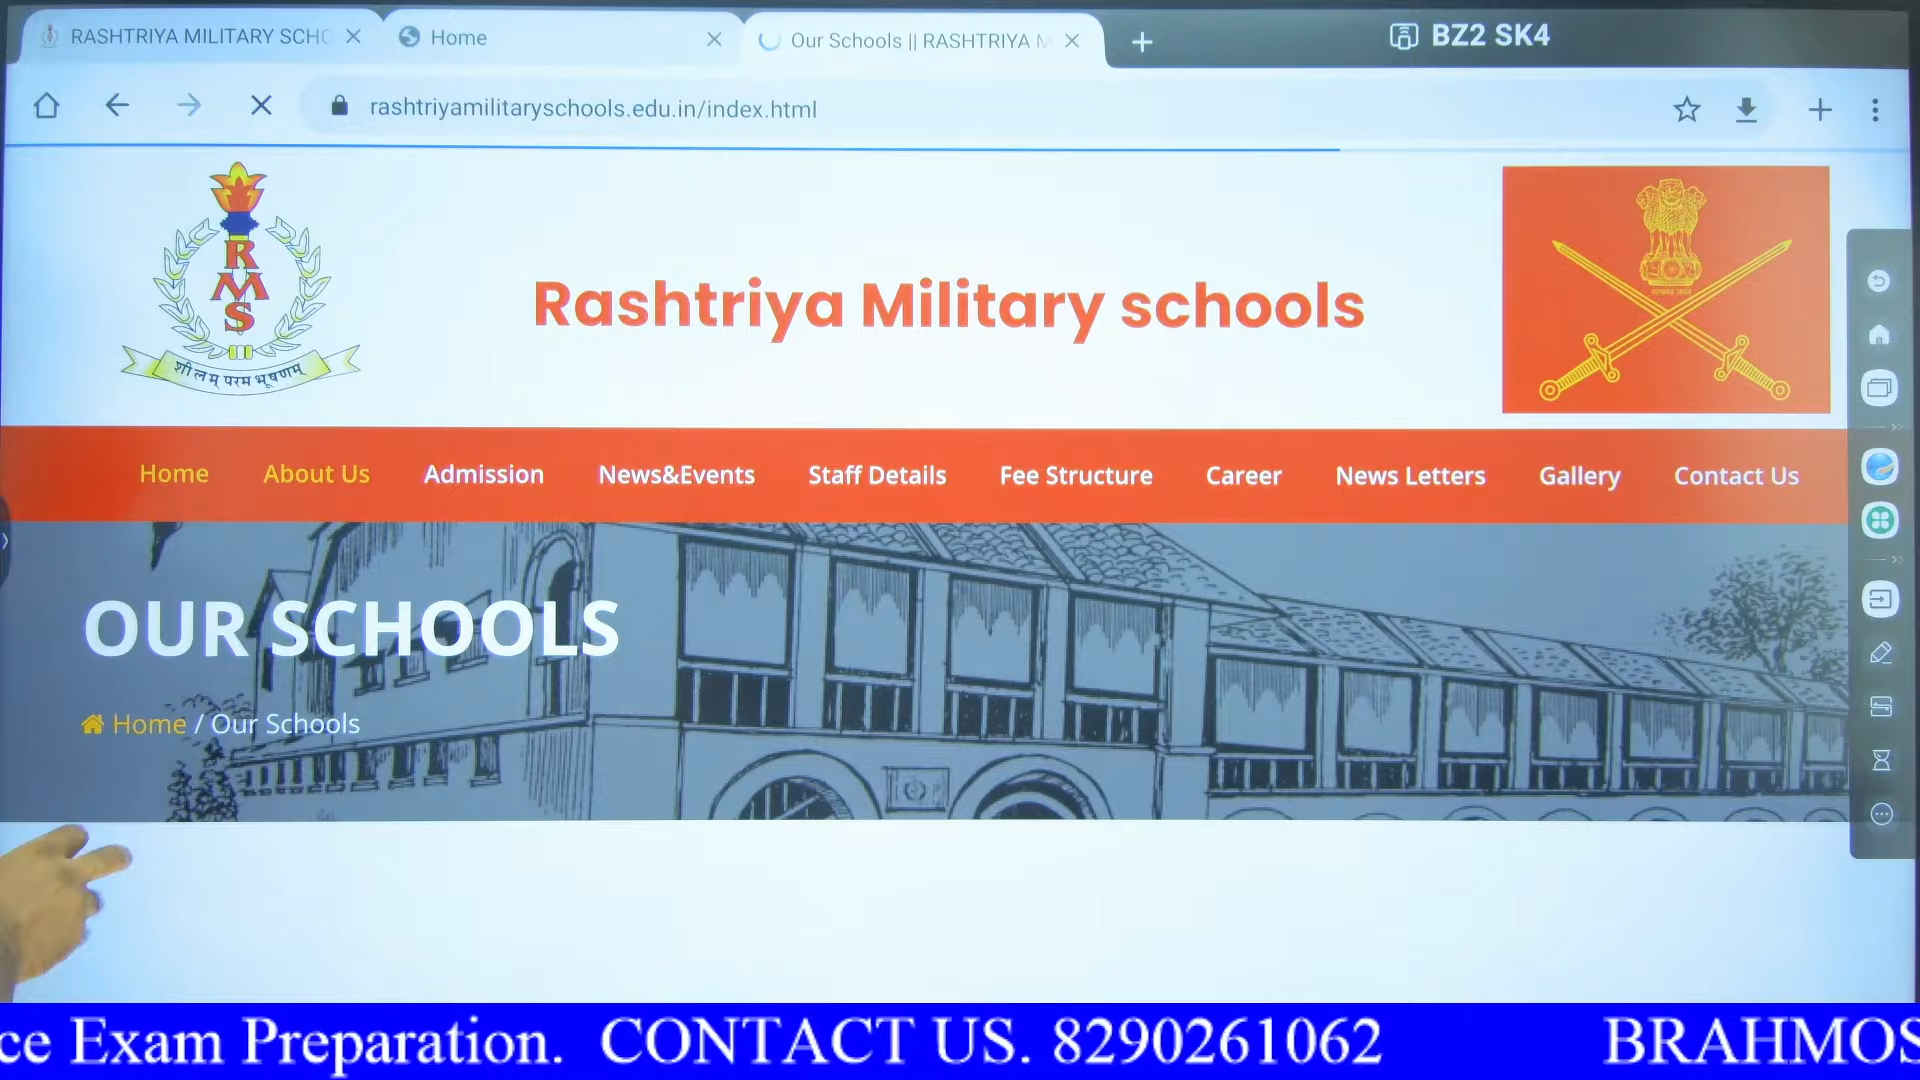 RASHTRIYA MILITARY SCHO
Home
Our Schools || RASHTRIYA M
BZ2 SK4
rashtriyamilitaryschools.edu.in/index.html
R
M
S
शीलम् परम भूषणम्
Rashtriya Military schools
Home About Us Admission News&Events Staff Details Fee Structure Career News Letters Gallery Contact Us
OUR SCHOOLS
Home / Our Schools
ce Exam Preparation. CONTACT US. 8290261062 BRAHMOS